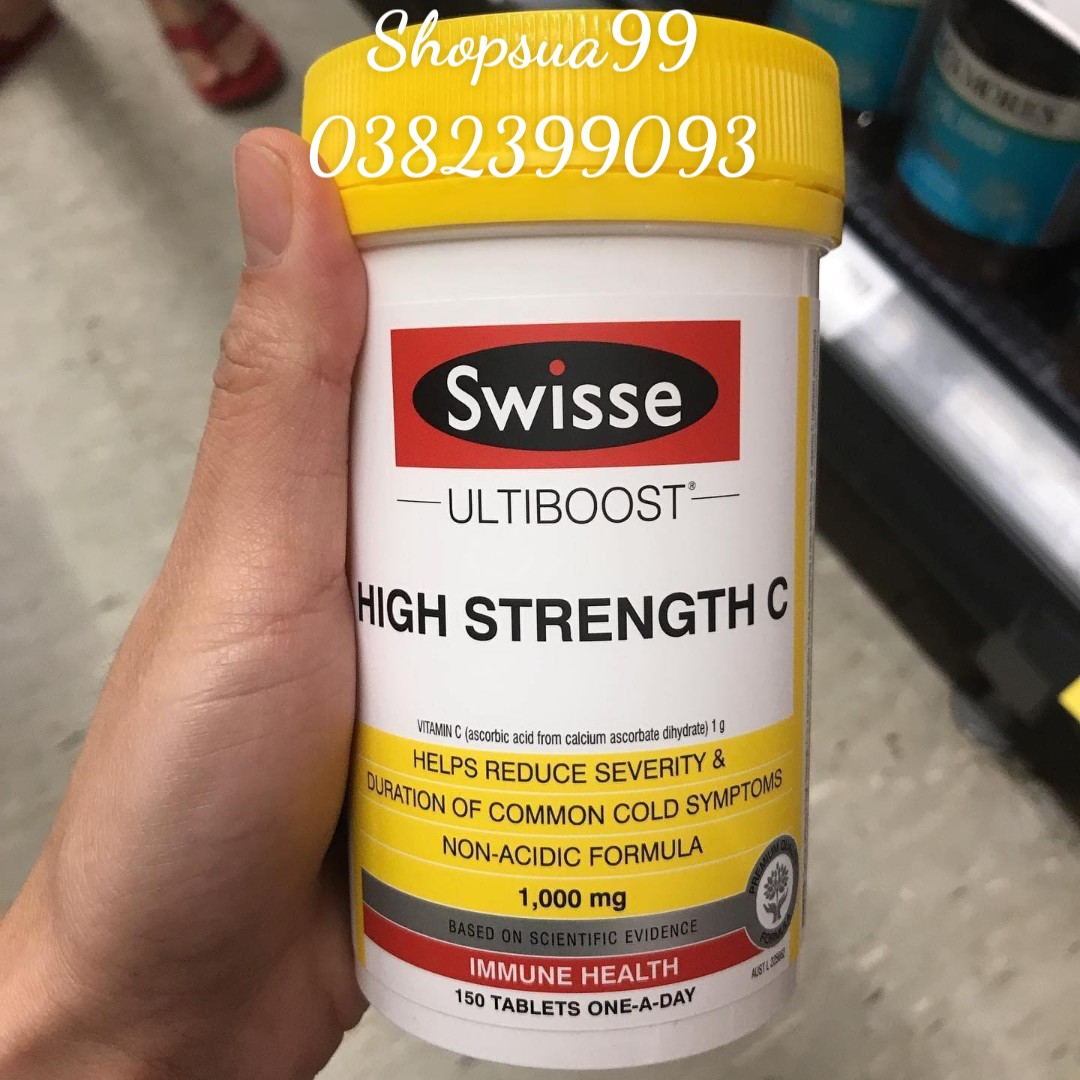 Shopsua99
0382399093
Swisse
ULTIBOOST®
HIGH STRENGTH C
VITAMIN C (ascorbic acid from calcium ascorbate dihydrate) 1 g
HELPS REDUCE SEVERITY &
DURATION OF COMMON COLD SYMPTOMS
NON-ACIDIC FORMULA
1,000 mg
BASED ON SCIENTIFIC EVIDENCE
PREMIUM
IMMUNE HEALTH
AUST L
150 TABLETS ONE-A-DAY